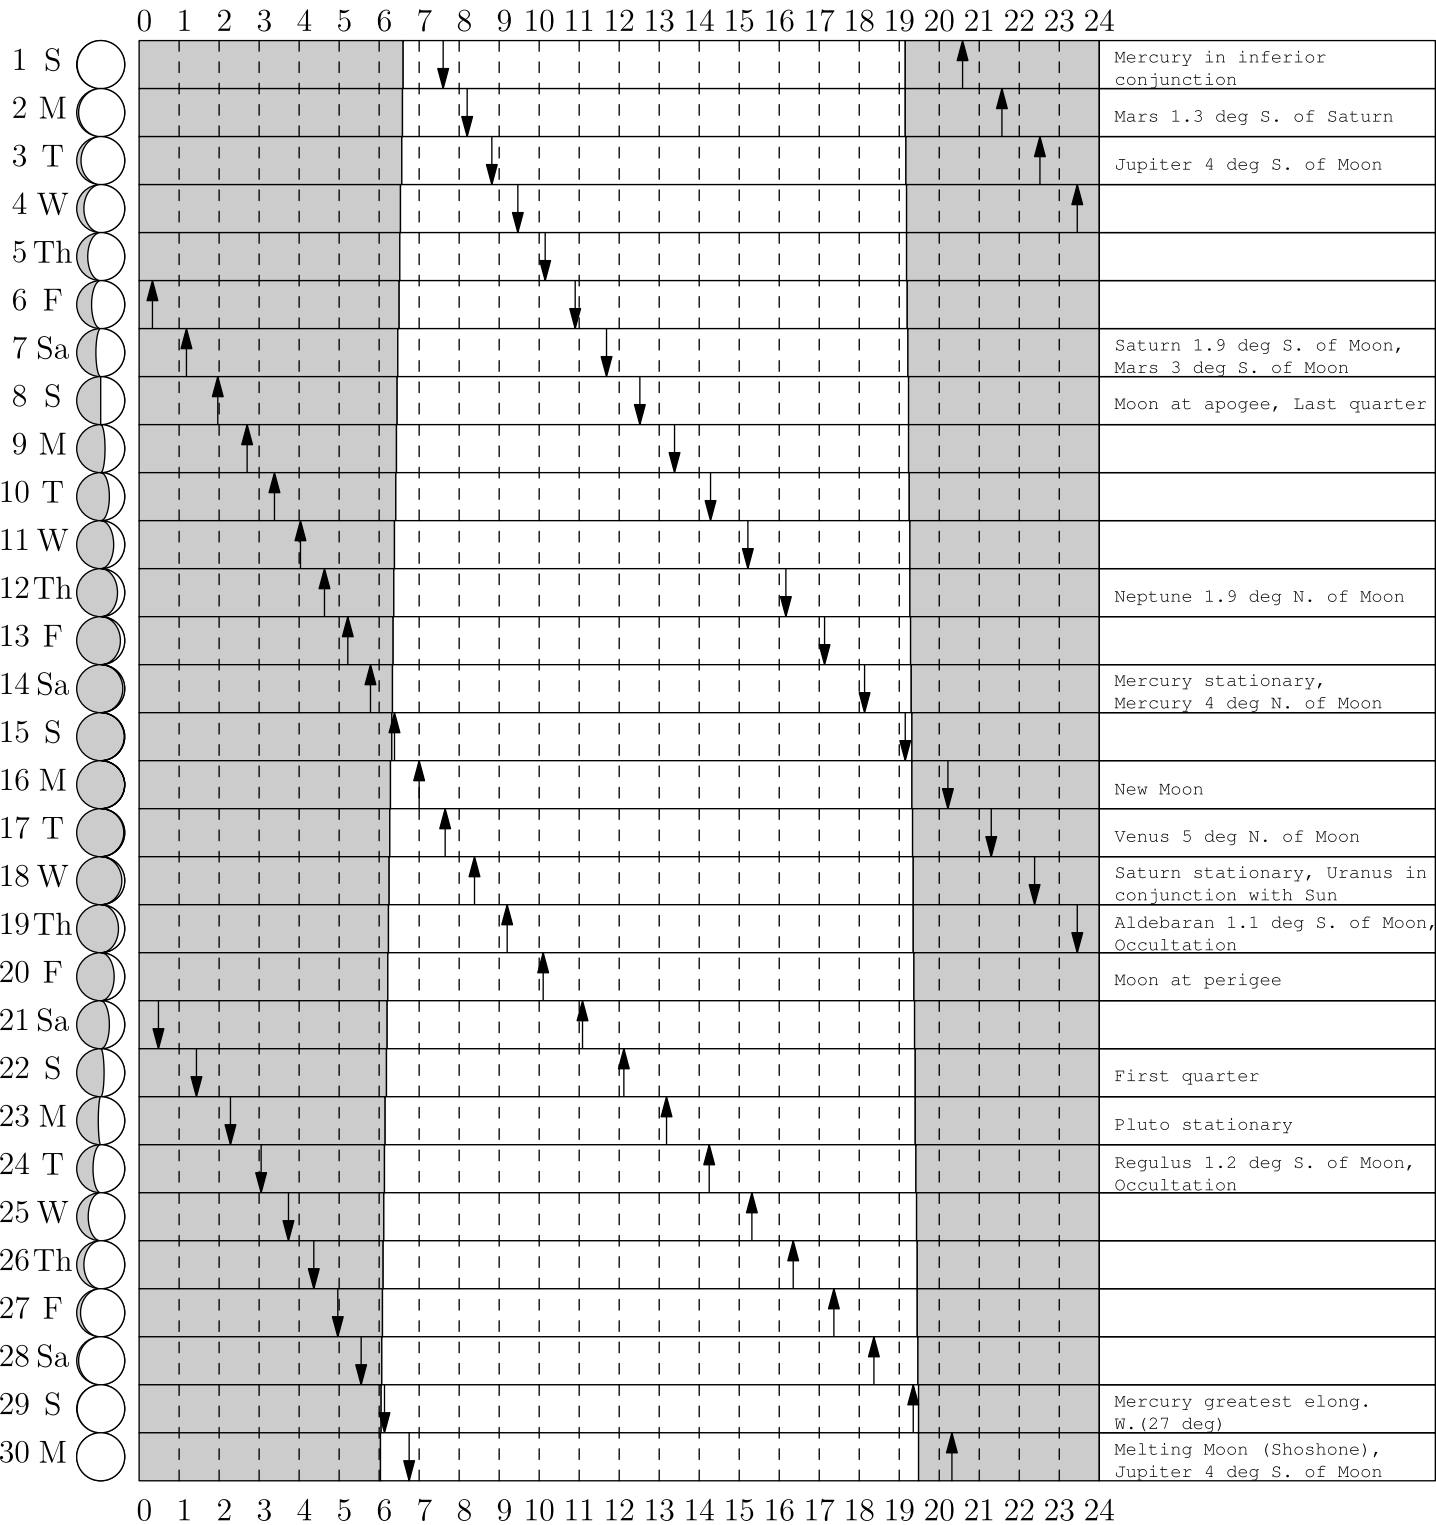 0 1 2 3 4 5 6 7 8 9 10 11 12 13 14 15 16 17 18 19 20 21 22 23 24
1 S Mercury in inferior
conjunction
2 M Mars 1.3 deg S. of Saturn
3 T Jupiter 4 deg S. of Moon
4 W
5 Th
6 F
7 Sa Saturn 1.9 deg S. of Moon,
Mars 3 deg S. of Moon
8 S Moon at apogee, Last quarter
9 M
10 T
11 W
12 Th Neptune 1.9 deg N. of Moon
13 F
14 Sa Mercury stationary,
Mercury 4 deg N. of Moon
15 S
16 M New Moon
17 T Venus 5 deg N. of Moon
18 W Saturn stationary, Uranus in
conjunction with Sun
19 Th Aldebaran 1.1 deg S. of Moon,
Occultation
20 F Moon at perigee
21 Sa
22 S First quarter
23 M Pluto stationary
24 T Regulus 1.2 deg S. of Moon,
Occultation
25 W
26 Th
27 F
28 Sa
29 S Mercury greatest elong.
W.(27 deg)
30 M Melting Moon (Shoshone),
Jupiter 4 deg S. of Moon
0 1 2 3 4 5 6 7 8 9 10 11 12 13 14 15 16 17 18 19 20 21 22 23 24